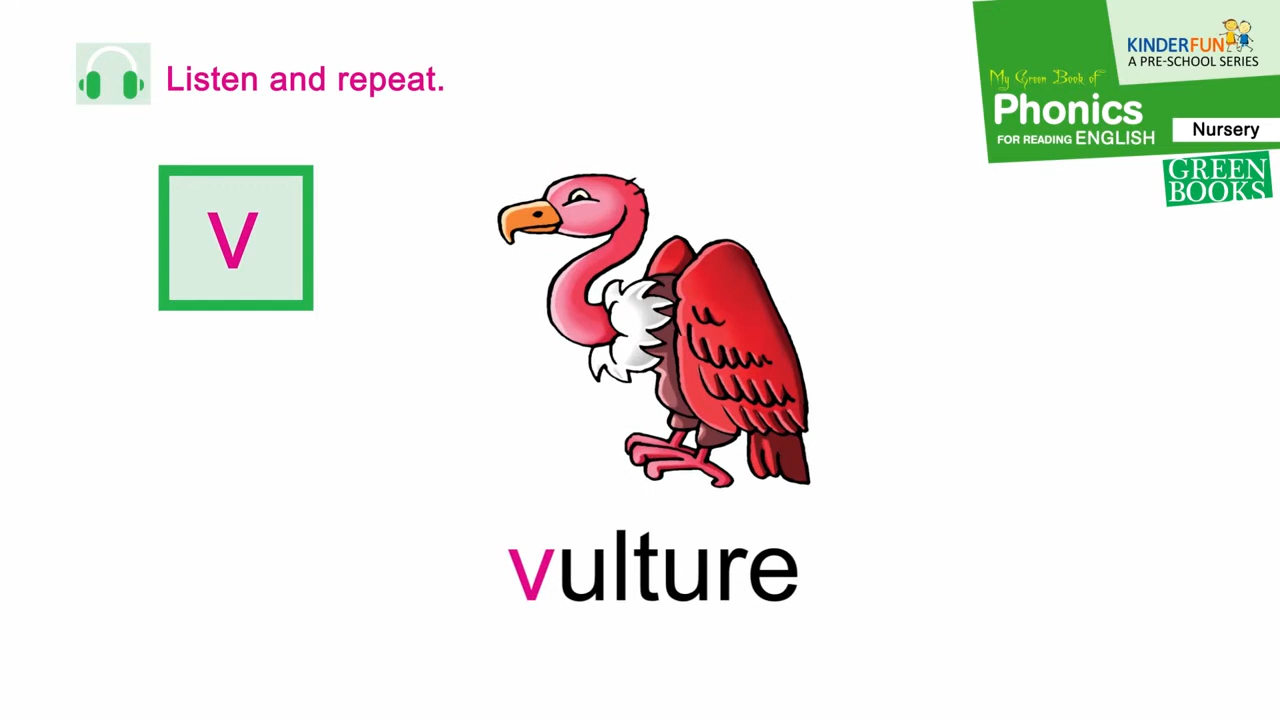 Listen and repeat.
KINDERFUN
A PRE-SCHOOL SERIES
My Green Book of
Phonics
FOR READING ENGLISH
Nursery
GREEN
BOOKS
v
vulture